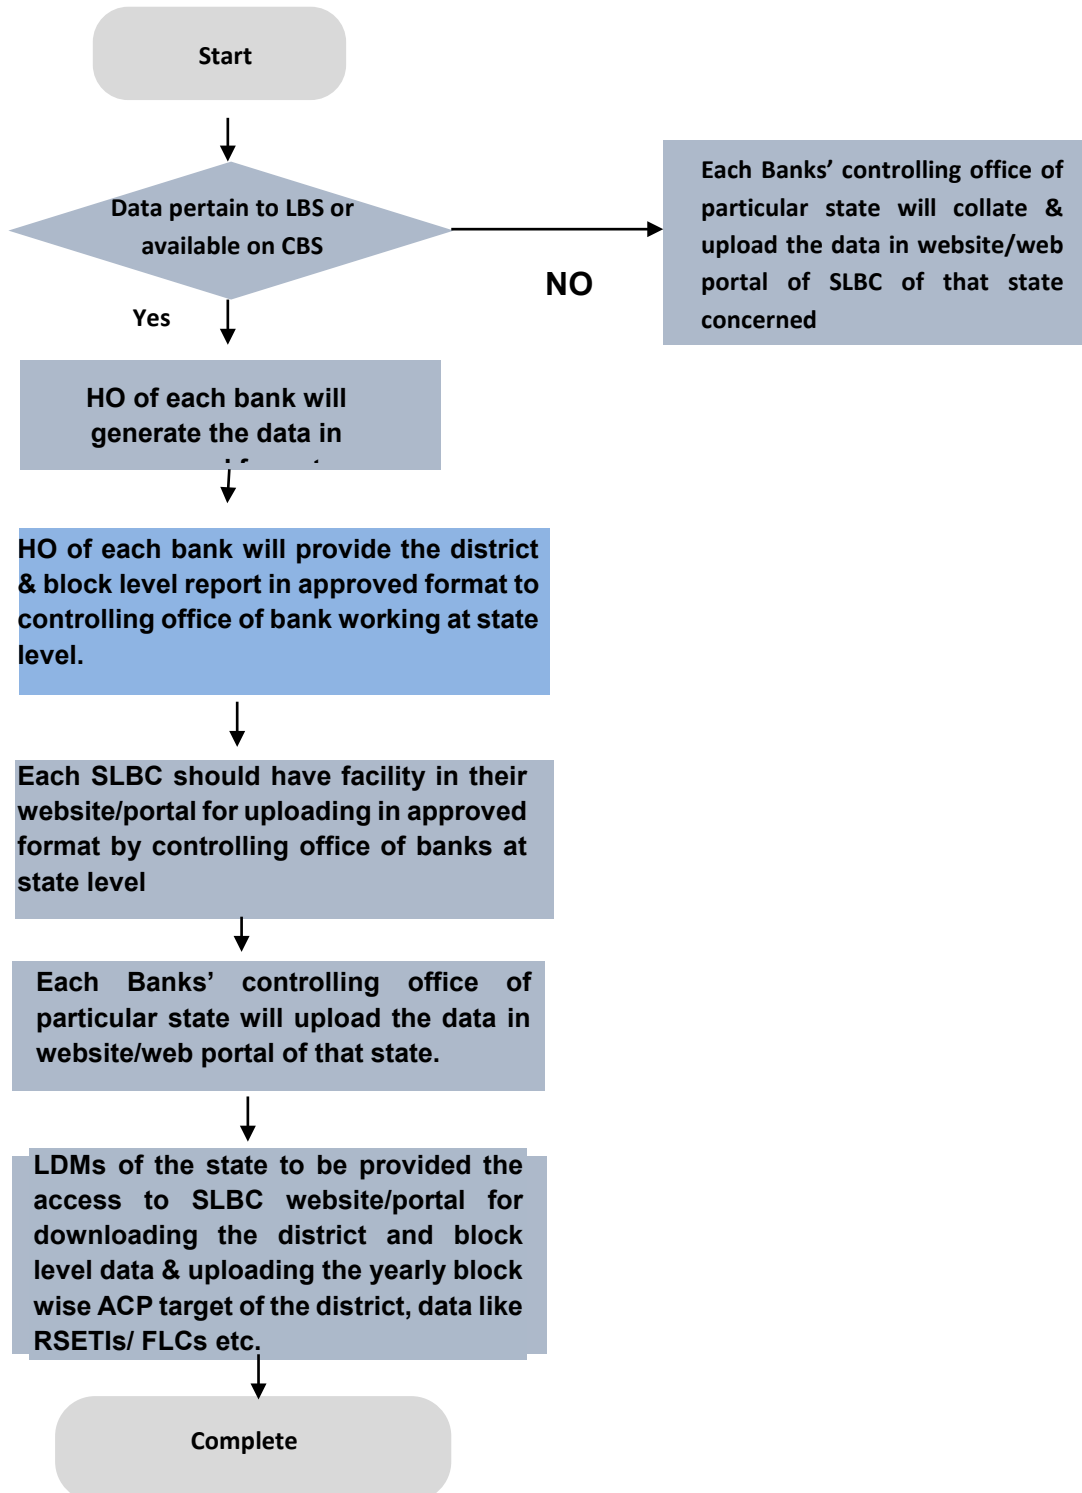 Start
Data pertain to LBS or
available on CBS
NO
Each Banks’ controlling office of
particular state will collate &
upload the data in website/web
portal of SLBC of that state
concerned
Yes
HO of each bank will
generate the data in
HO of each bank will provide the district
& block level report in approved format to
controlling office of bank working at state
level.
Each SLBC should have facility in their
website/portal for uploading in approved
format by controlling office of banks at
state level
Each Banks’ controlling office of
particular state will upload the data in
website/web portal of that state.
LDMs of the state to be provided the
access to SLBC website/portal for
downloading the district and block
level data & uploading the yearly block
wise ACP target of the district, data like
RSETIs/ FLCs etc.
Complete